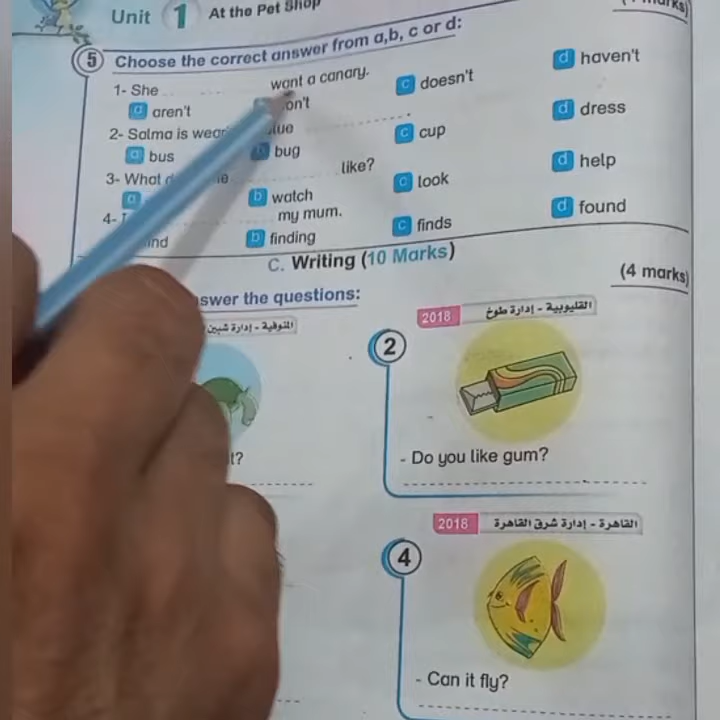 Unit 1 At the Pet Shop
5 Choose the correct answer from a,b, c or d:
1- She .............. want a canary.
a aren't on't c doesn't d haven't
2- Salma is wear lue ..............
a bus b bug c cup d dress
3- What .............. like?
a b watch c look d help
4- .............. my mum.
ind b finding c finds d found
C. Writing (10 Marks)
swer the questions: (4 marks)
المنوفية - إدارة شبين
2018 القليوبية - إدارة طوخ
2
t?
- Do you like gum?
2018 القاهرة - إدارة شرق القاهرة
4
- Can it fly?